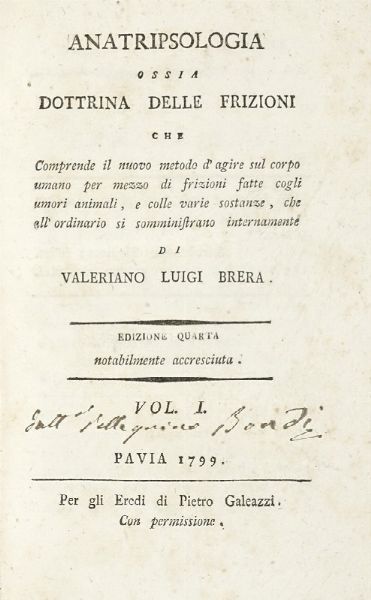 ANATRIPSOLOGIA
OSSIA
DOTTRINA DELLE FRIZIONI
CHE
Comprende il nuovo metodo d'agire sul corpo
umano per mezzo di frizioni fatte cogli
umori animali, e colle varie sostanze, che
all'ordinario si somminiſtrano internamente
DI
VALERIANO LUIGI BRERA.
EDIZIONE QUARTA
notabilmente accresciuta.
VOL. I.
Pellegrino
PAVIA 1799.
Per gli Eredi di Pietro Galeazzi.
Con permissione.